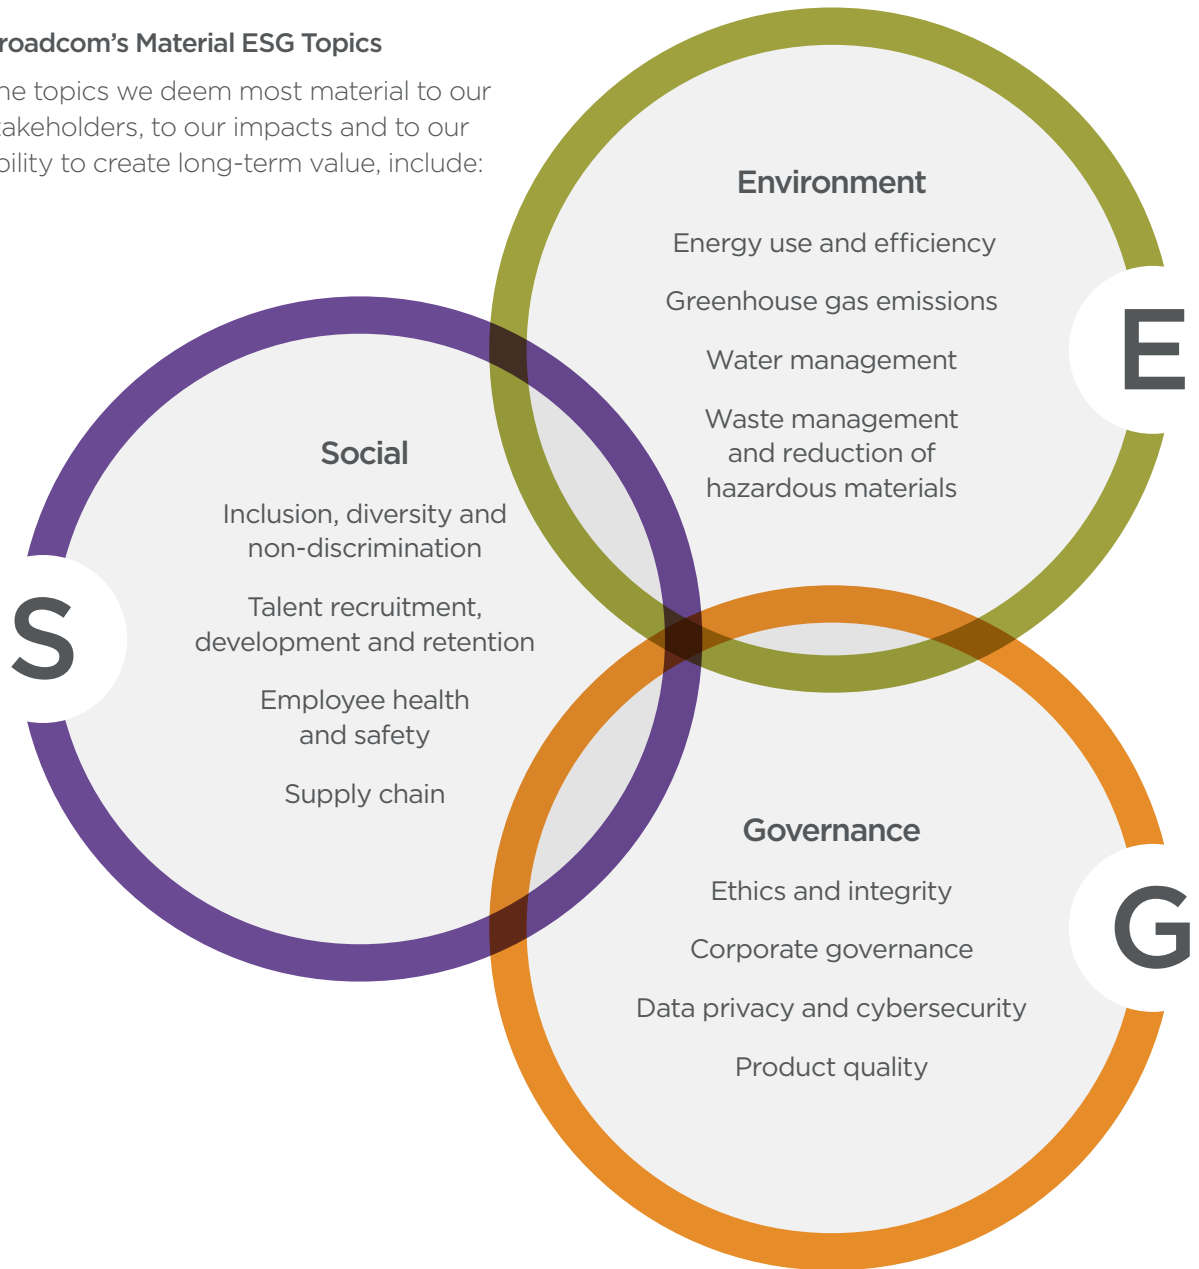 roadcom’s Material ESG Topics
he topics we deem most material to our
takeholders, to our impacts and to our
bility to create long-term value, include:
Environment
Energy use and efficiency
Greenhouse gas emissions
Water management
Waste management
and reduction of
hazardous materials
E
Social
Inclusion, diversity and
non-discrimination
Talent recruitment,
development and retention
Employee health
and safety
Supply chain
S
Governance
Ethics and integrity
Corporate governance
Data privacy and cybersecurity
Product quality
G